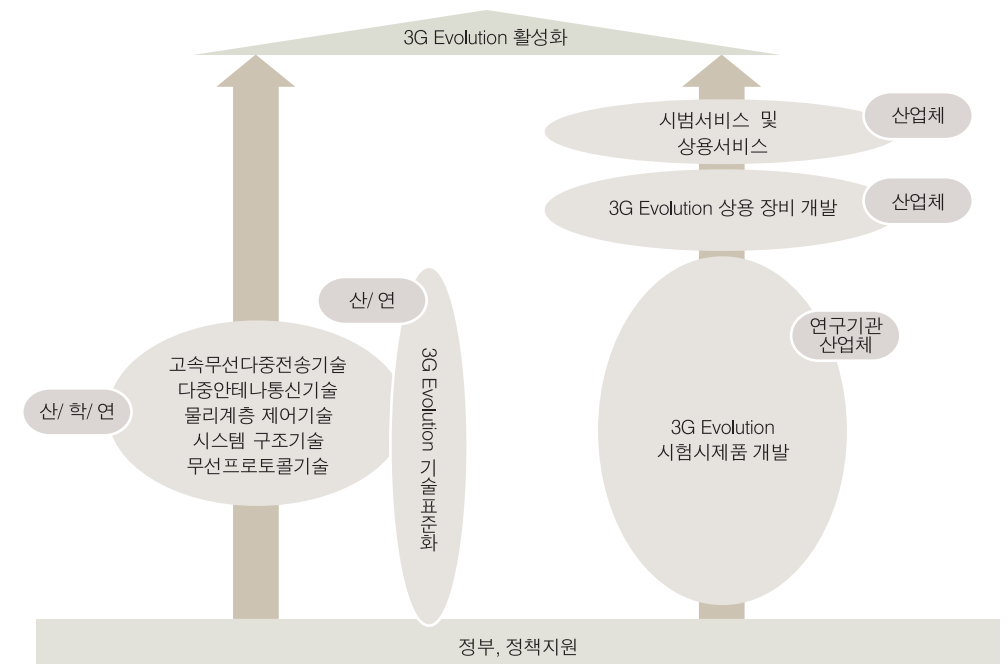 3G Evolution 활성화
시범서비스 및
상용서비스
산업체
3G Evolution 상용 장비 개발
산업체
산/ 연
3G Evolution 기술표준화
고속무선다중전송기술
다중안테나통신기술
물리계층 제어기술
시스템 구조기술
무선프로토콜기술
산/ 학/ 연
연구기관
산업체
3G Evolution
시험시제품 개발
정부, 정책지원